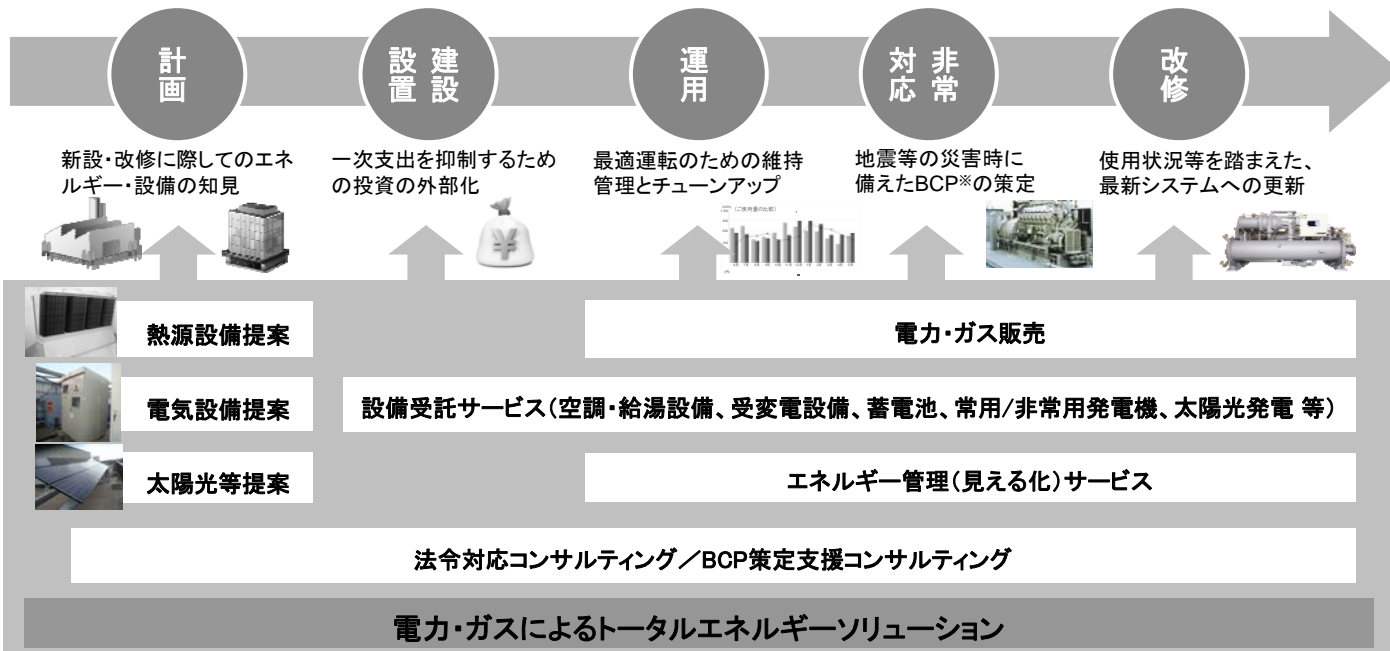 計画
建設
設置
運用
非常
対応
改修
新設・改修に際してのエネ
ルギー・設備の知見
一次支出を抑制するため
の投資の外部化
最適運転のための維持
管理とチューンアップ
地震等の災害時に
備えたBCP※の策定
使用状況等を踏まえた、
最新システムへの更新
(ご使用量の比較)
¥
熱源設備提案
電力・ガス販売
電気設備提案
設備受託サービス(空調・給湯設備、受変電設備、蓄電池、常用/非常用発電機、太陽光発電 等)
太陽光等提案
エネルギー管理(見える化)サービス
法令対応コンサルティング/BCP策定支援コンサルティング
電力・ガスによるトータルエネルギーソリューション